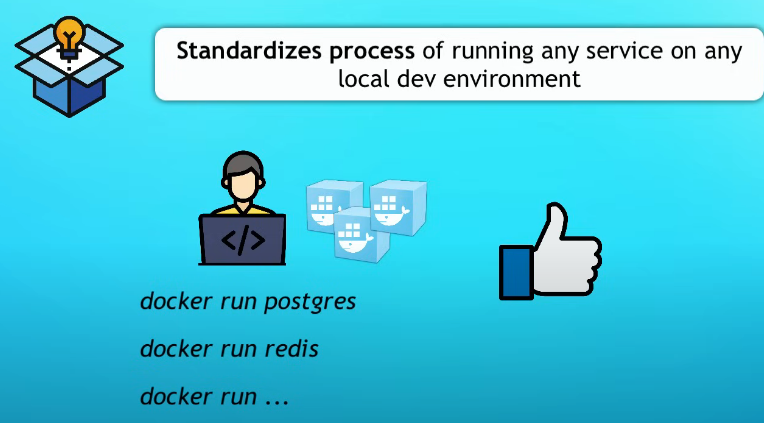 Standardizes process of running any service on any
local dev environment
</>
docker run postgres
docker run redis
docker run ...